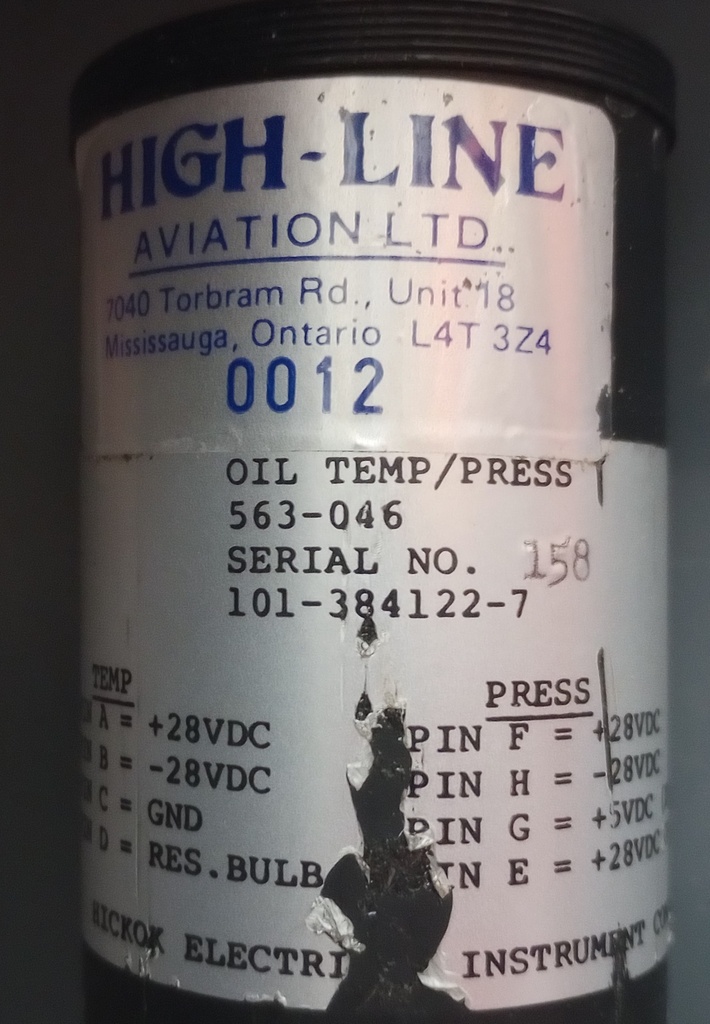 HIGH-LINE
AVIATION LTD.
7040 Torbram Rd., Unit 18
Mississauga, Ontario L4T 3Z4
0012
OIL TEMP/PRESS
563-046
SERIAL NO. 158
101-384122-7
TEMP
A = +28VDC
B = -28VDC
C = GND
D = RES.BULB
PRESS
PIN F = +28VDC
PIN H = -28VDC
PIN G = +5VDC
E = +28VDC
HICKOK INSTRUMENT